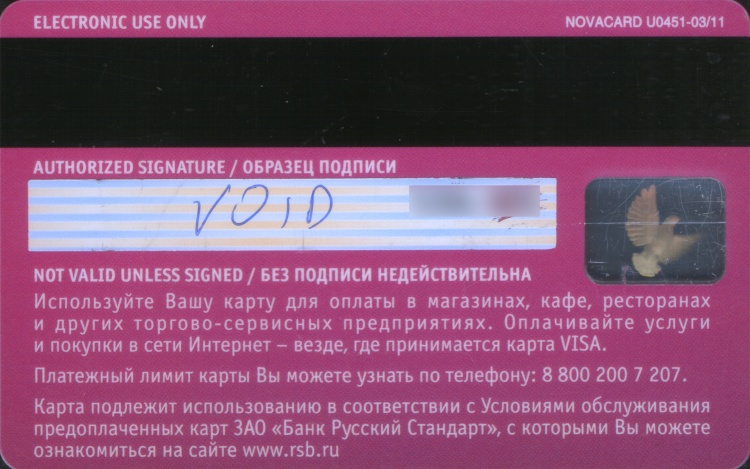 ELECTRONIC USE ONLY NOVACARD U0451-03/11
AUTHORIZED SIGNATURE / ОБРАЗЕЦ ПОДПИСИ
VOID
NOT VALID UNLESS SIGNED / БЕЗ ПОДПИСИ НЕДЕЙСТВИТЕЛЬНА
Используйте Вашу карту для оплаты в магазинах, кафе, ресторанах
и других торгово-сервисных предприятиях. Оплачивайте услуги
и покупки в сети Интернет – везде, где принимается карта VISA.
Платежный лимит карты Вы можете узнать по телефону: 8 800 200 7 207.
Карта подлежит использованию в соответствии с Условиями обслуживания
предоплаченных карт ЗАО «Банк Русский Стандарт», с которыми Вы можете
ознакомиться на сайте www.rsb.ru